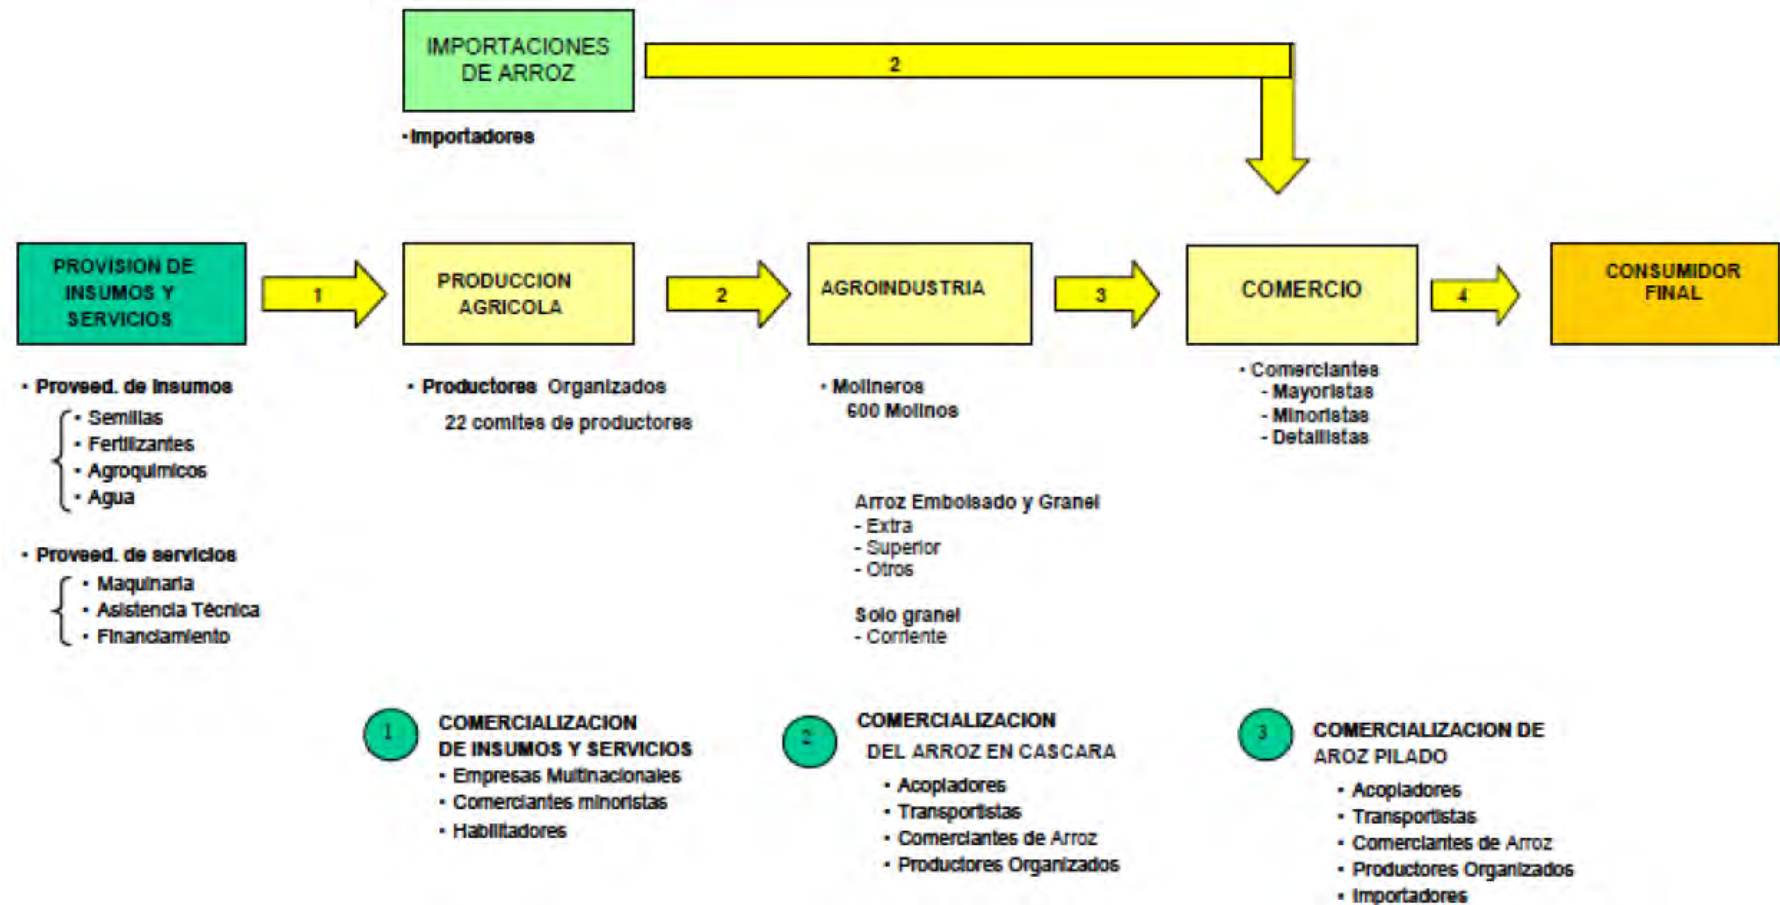 IMPORTACIONES
DE ARROZ
2
•Importadores
PROVISION DE
INSUMOS Y
SERVICIOS
1
PRODUCCION
AGRICOLA
2
AGROINDUSTRIA
3
COMERCIO
4
CONSUMIDOR
FINAL
• Proveed. de Insumos
• Semillas
• Fertilizantes
• Agroquimicos
• Agua
• Proveed. de servicios
• Maquinaria
• Asistencia Técnica
• Financiamiento
• Productores Organizados
22 comites de productores
• Molineros
600 Molinos
Arroz Embolsado y Granel
- Extra
- Superior
- Otros
Solo granel
- Corriente
• Comerciantes
- Mayoristas
- Minoristas
- Detallistas
1
COMERCIALIZACION
DE INSUMOS Y SERVICIOS
• Empresas Multinacionales
• Comerciantes minoristas
• Habilitadores
2
COMERCIALIZACION
DEL ARROZ EN CASCARA
• Acopiadores
• Transportistas
• Comerciantes de Arroz
• Productores Organizados
3
COMERCIALIZACION DE
AROZ PILADO
• Acopiadores
• Transportistas
• Comerciantes de Arroz
• Productores Organizados
• Importadores